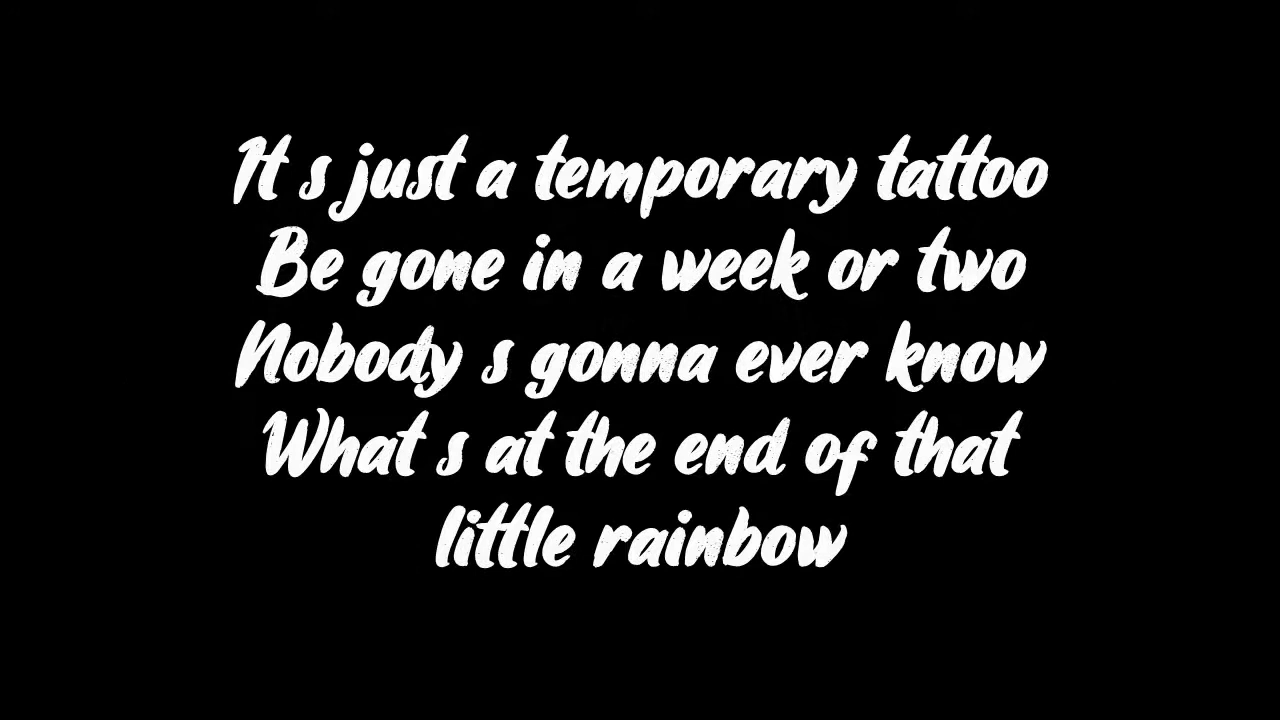 It s just a temporary tattoo
Be gone in a week or two
Nobody s gonna ever know
What s at the end of that
little rainbow